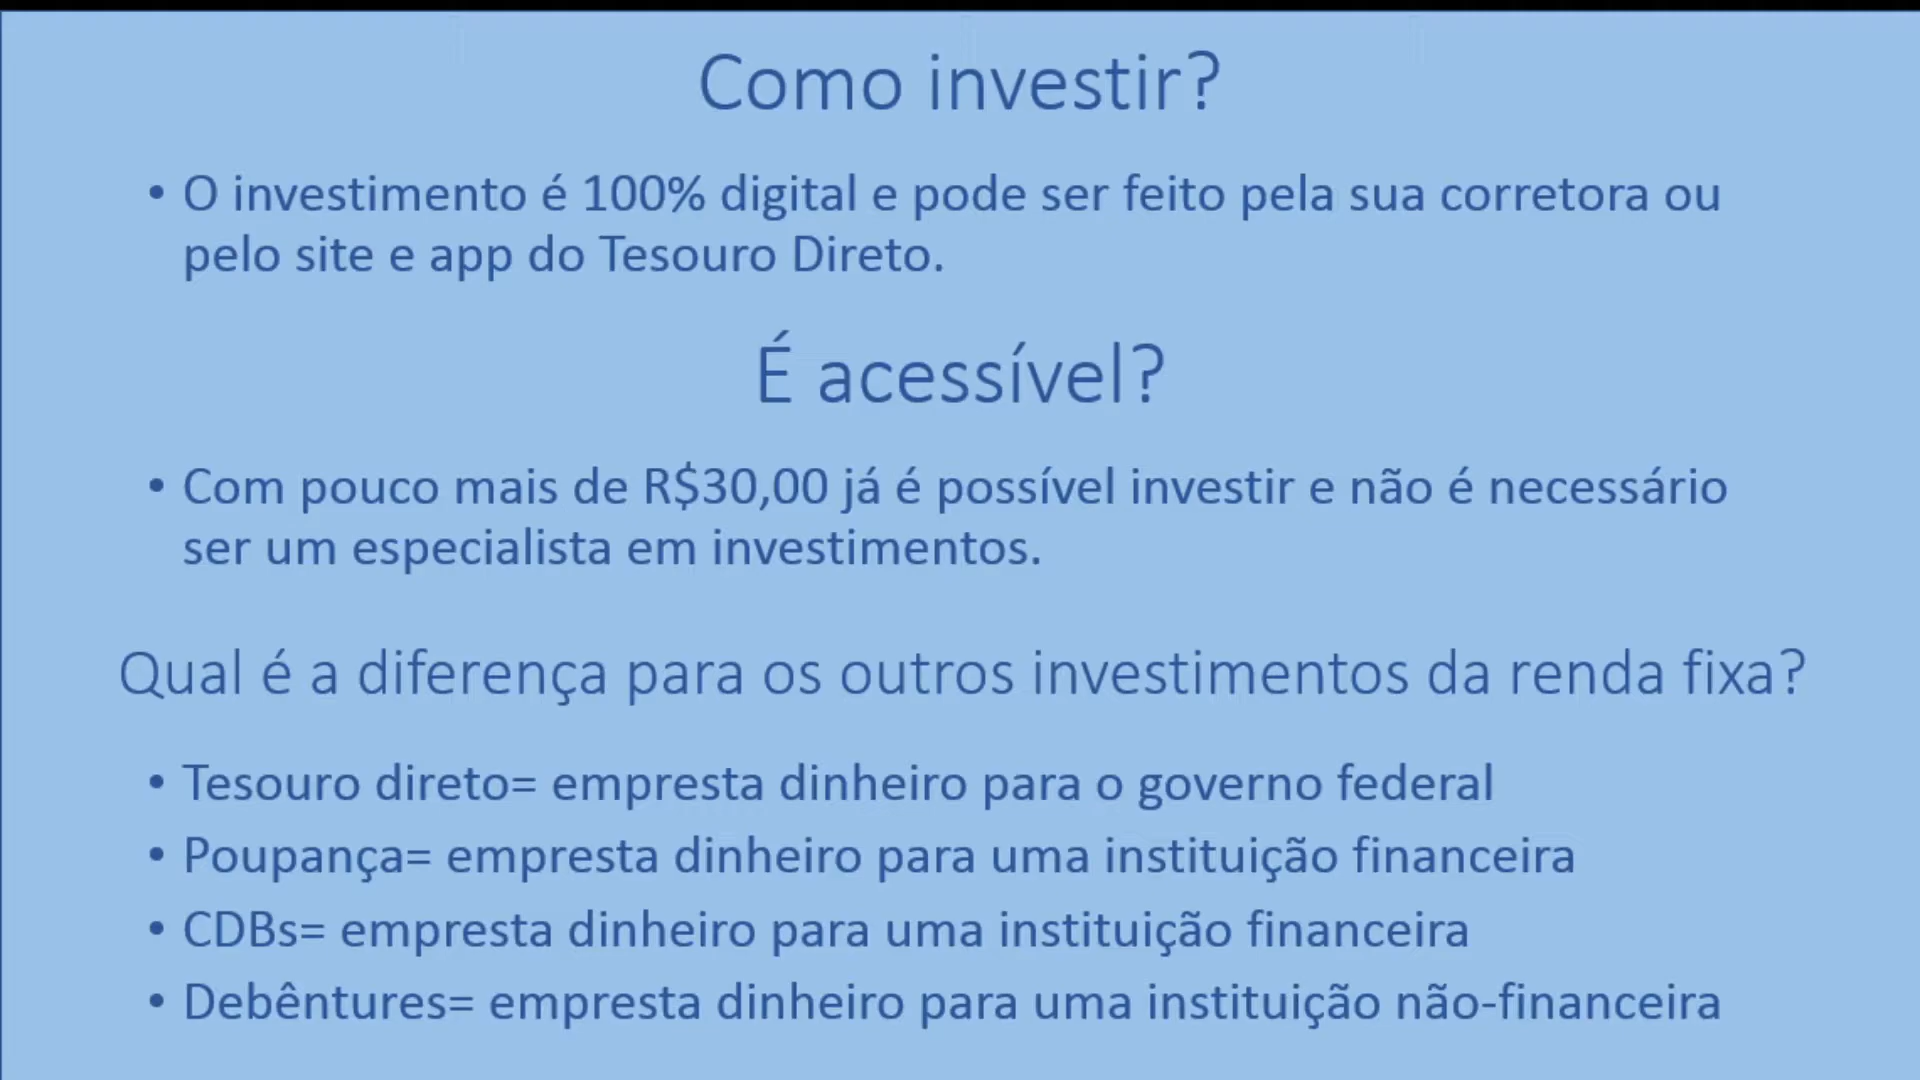 Como investir?
• O investimento é 100% digital e pode ser feito pela sua corretora ou
pelo site e app do Tesouro Direto.
É acessível?
• Com pouco mais de R$30,00 já é possível investir e não é necessário
ser um especialista em investimentos.
Qual é a diferença para os outros investimentos da renda fixa?
• Tesouro direto= empresta dinheiro para o governo federal
• Poupança= empresta dinheiro para uma instituição financeira
• CDBs= empresta dinheiro para uma instituição financeira
• Debêntures= empresta dinheiro para uma instituição não-financeira